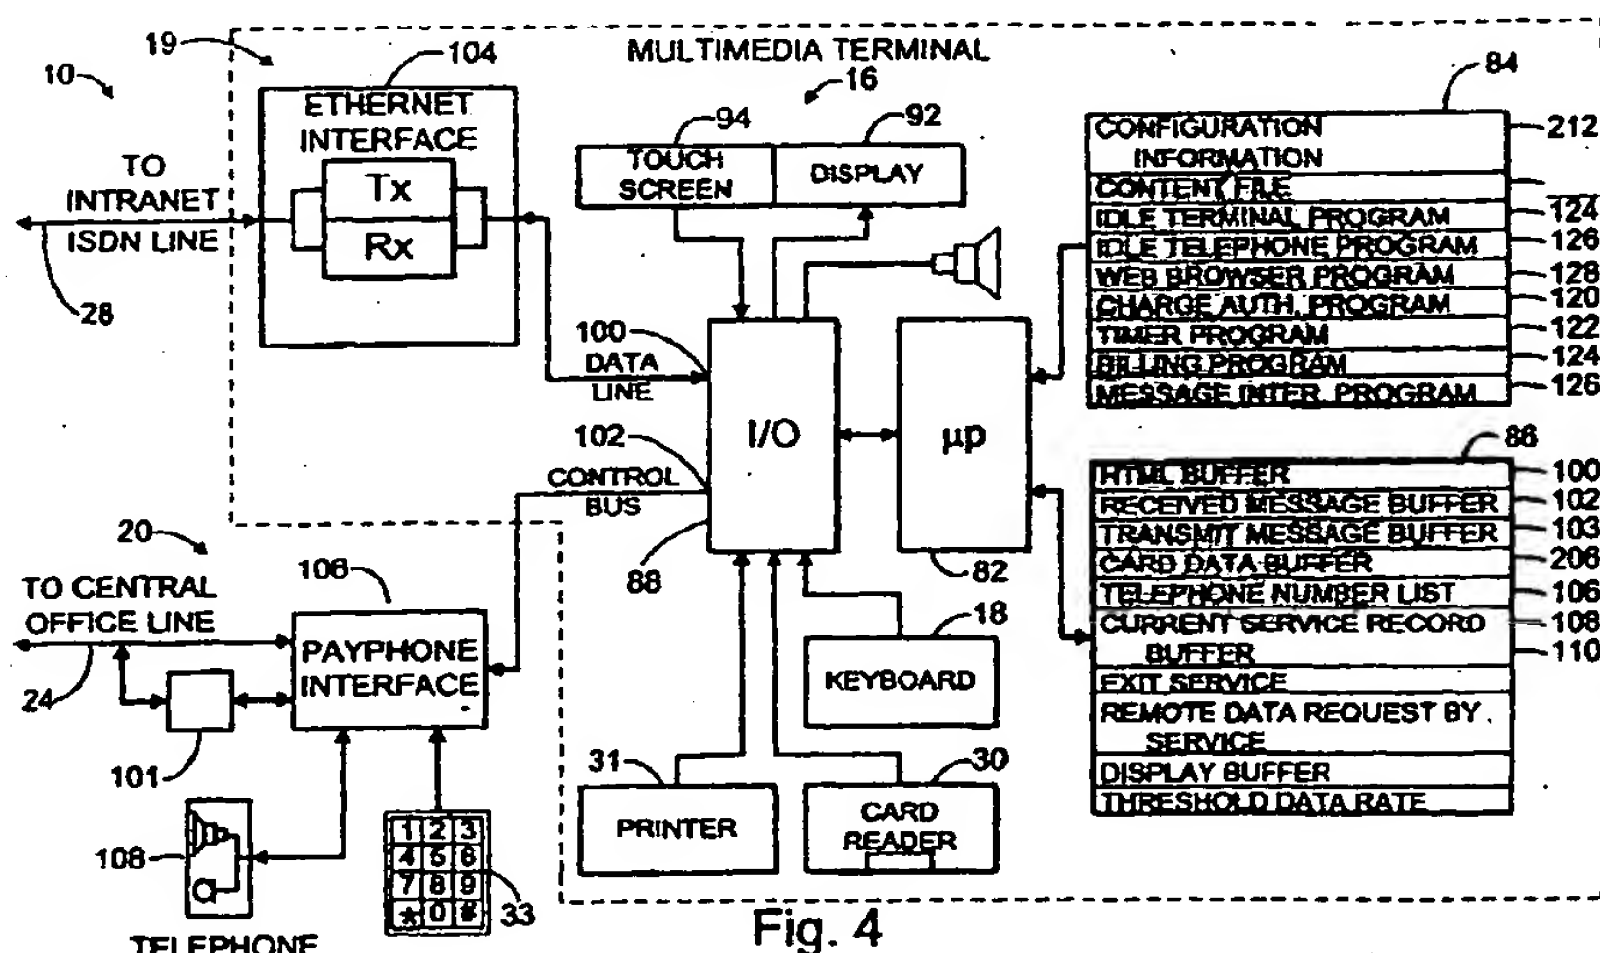 19
104
MULTIMEDIA TERMINAL
10
16
84
ETHERNET
INTERFACE
94
92
CONFIGURATION
INFORMATION
212
TO
INTRANET
ISDN LINE
Tx
Rx
TOUCH
SCREEN
DISPLAY
CONTENT FILE
IDLE TERMINAL PROGRAM
124
IDLE TELEPHONE PROGRAM
126
WEB BROWSER PROGRAM
128
CHARGE AUTH. PROGRAM
120
TIMER PROGRAM
122
BILLING PROGRAM
124
MESSAGE INTER. PROGRAM
126
28
100
DATA
LINE
I/O
µp
102
CONTROL
BUS
86
HTML BUFFER
100
RECEIVED MESSAGE BUFFER
102
TRANSMIT MESSAGE BUFFER
103
CARD DATA BUFFER
206
TELEPHONE NUMBER LIST
106
CURRENT SERVICE RECORD
108
BUFFER
110
EXIT SERVICE
REMOTE DATA REQUEST BY
SERVICE
DISPLAY BUFFER
THRESHOLD DATA RATE
20
88
82
TO CENTRAL
OFFICE LINE
106
PAYPHONE
INTERFACE
18
KEYBOARD
24
101
31
PRINTER
30
CARD
READER
108
1 2 3
4 5 6
7 8 9
* 0 #
33
TELEPHONE
Fig. 4